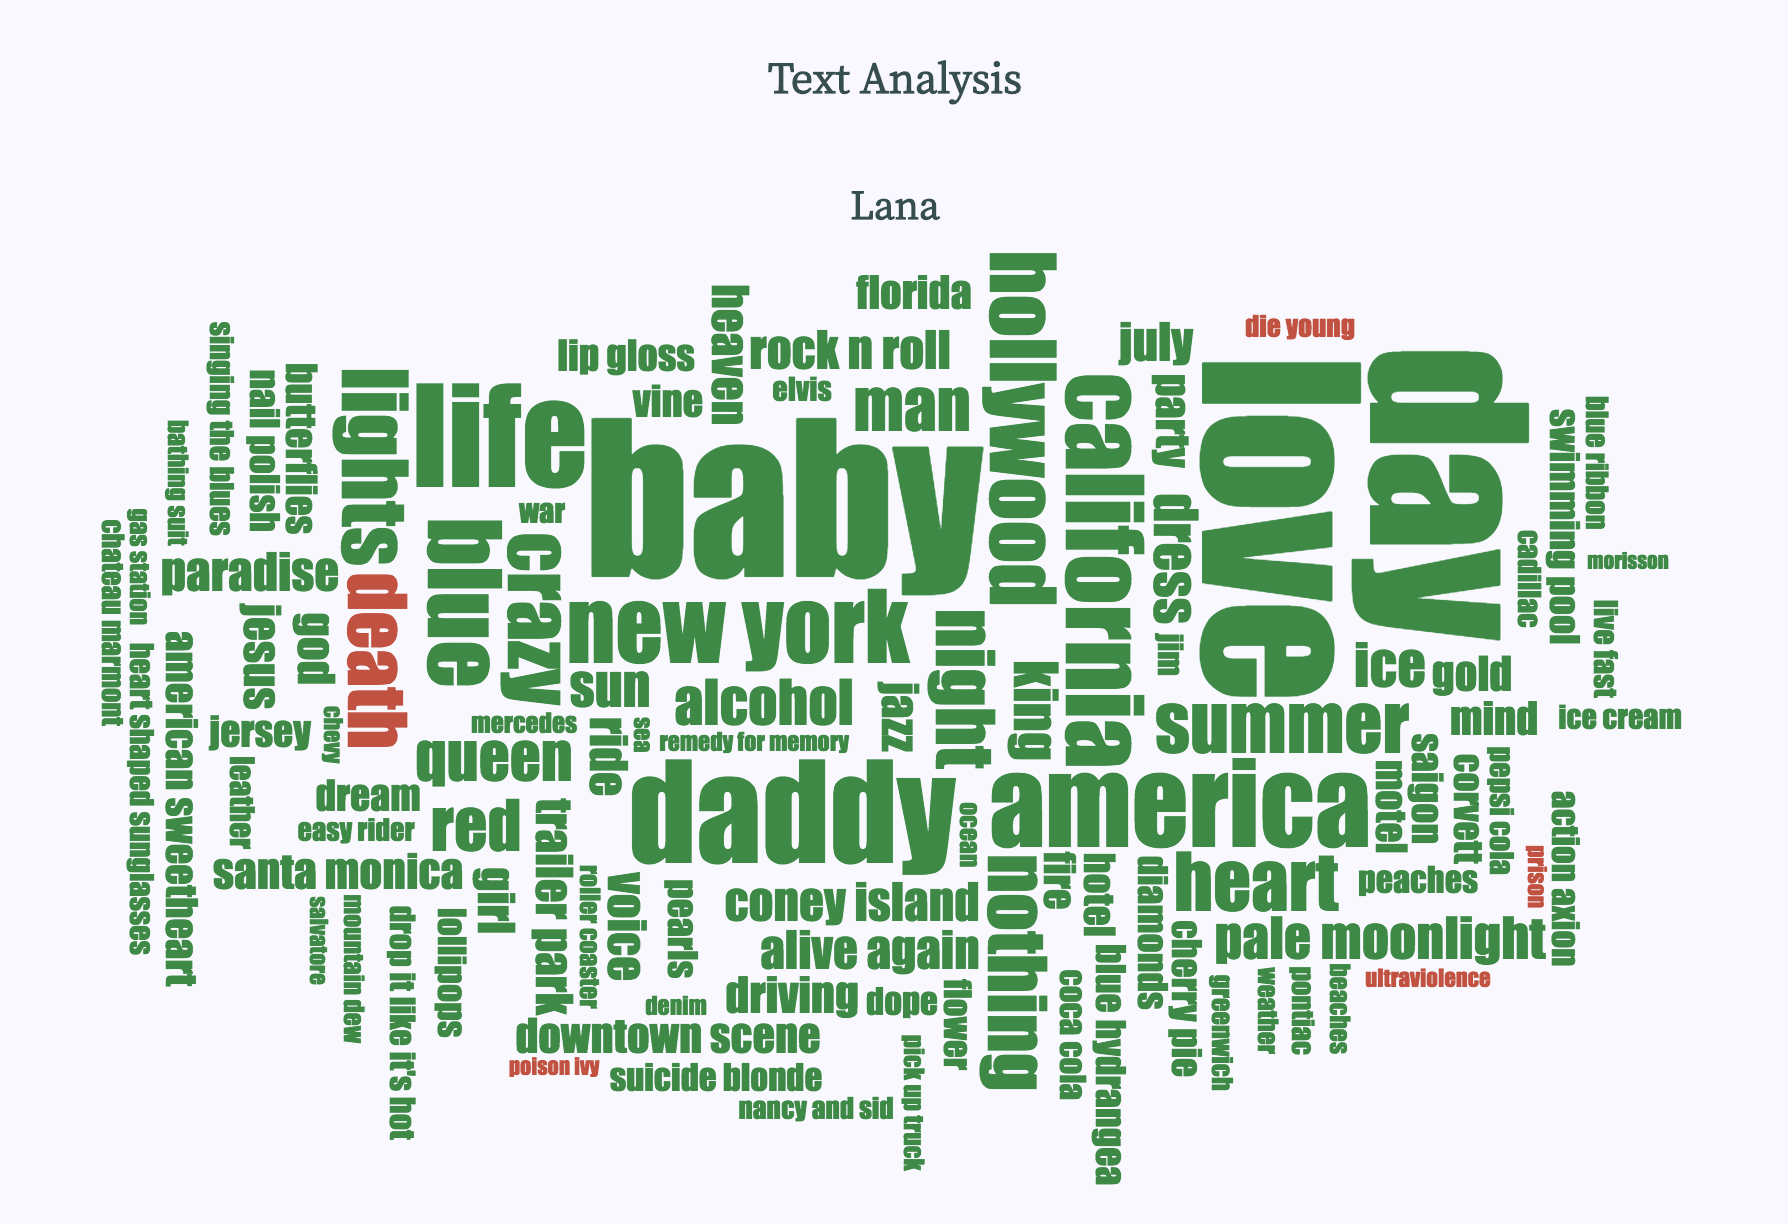 Text Analysis
Lana
florida
hollywood
heaven
die young
july
singing the blues
rock n roll
lip gloss
day
love
butterflies
nail polish
lights
life
elvis
man
vine
california
party dress
blue ribbon
swimming pool
bathing suit
baby
war
gas station
chateau marmont
blue
crazy
cadillac
morisson
paradise
death
new york
live fast
jesus
god
night
jim
american sweetheart
heart shaped sunglasses
ice
gold
sun
alcohol
jazz
king
summer
mind
ice cream
jersey
chevy
mercedes
ride
sea
remedy for memory
queen
saigon
pepsi cola
corvett
motel
leather
daddy
america
dream
easy rider
red
trailer park
ocean
action axion
prison
santa monica
girl
heart
peaches
nothing
fire
hotel
diamonds
roller coaster
voice
pearls
coney island
salvatore
mountain dew
drop it like it's hot
lollipops
pale moonlight
cherry pie
alive again
blue hydrangea
ultraviolence
driving
dope
flower
coca cola
greenwich
weather
pontiac
beaches
denim
downtown scene
poison ivy
suicide blonde
pick up truck
nancy and sid